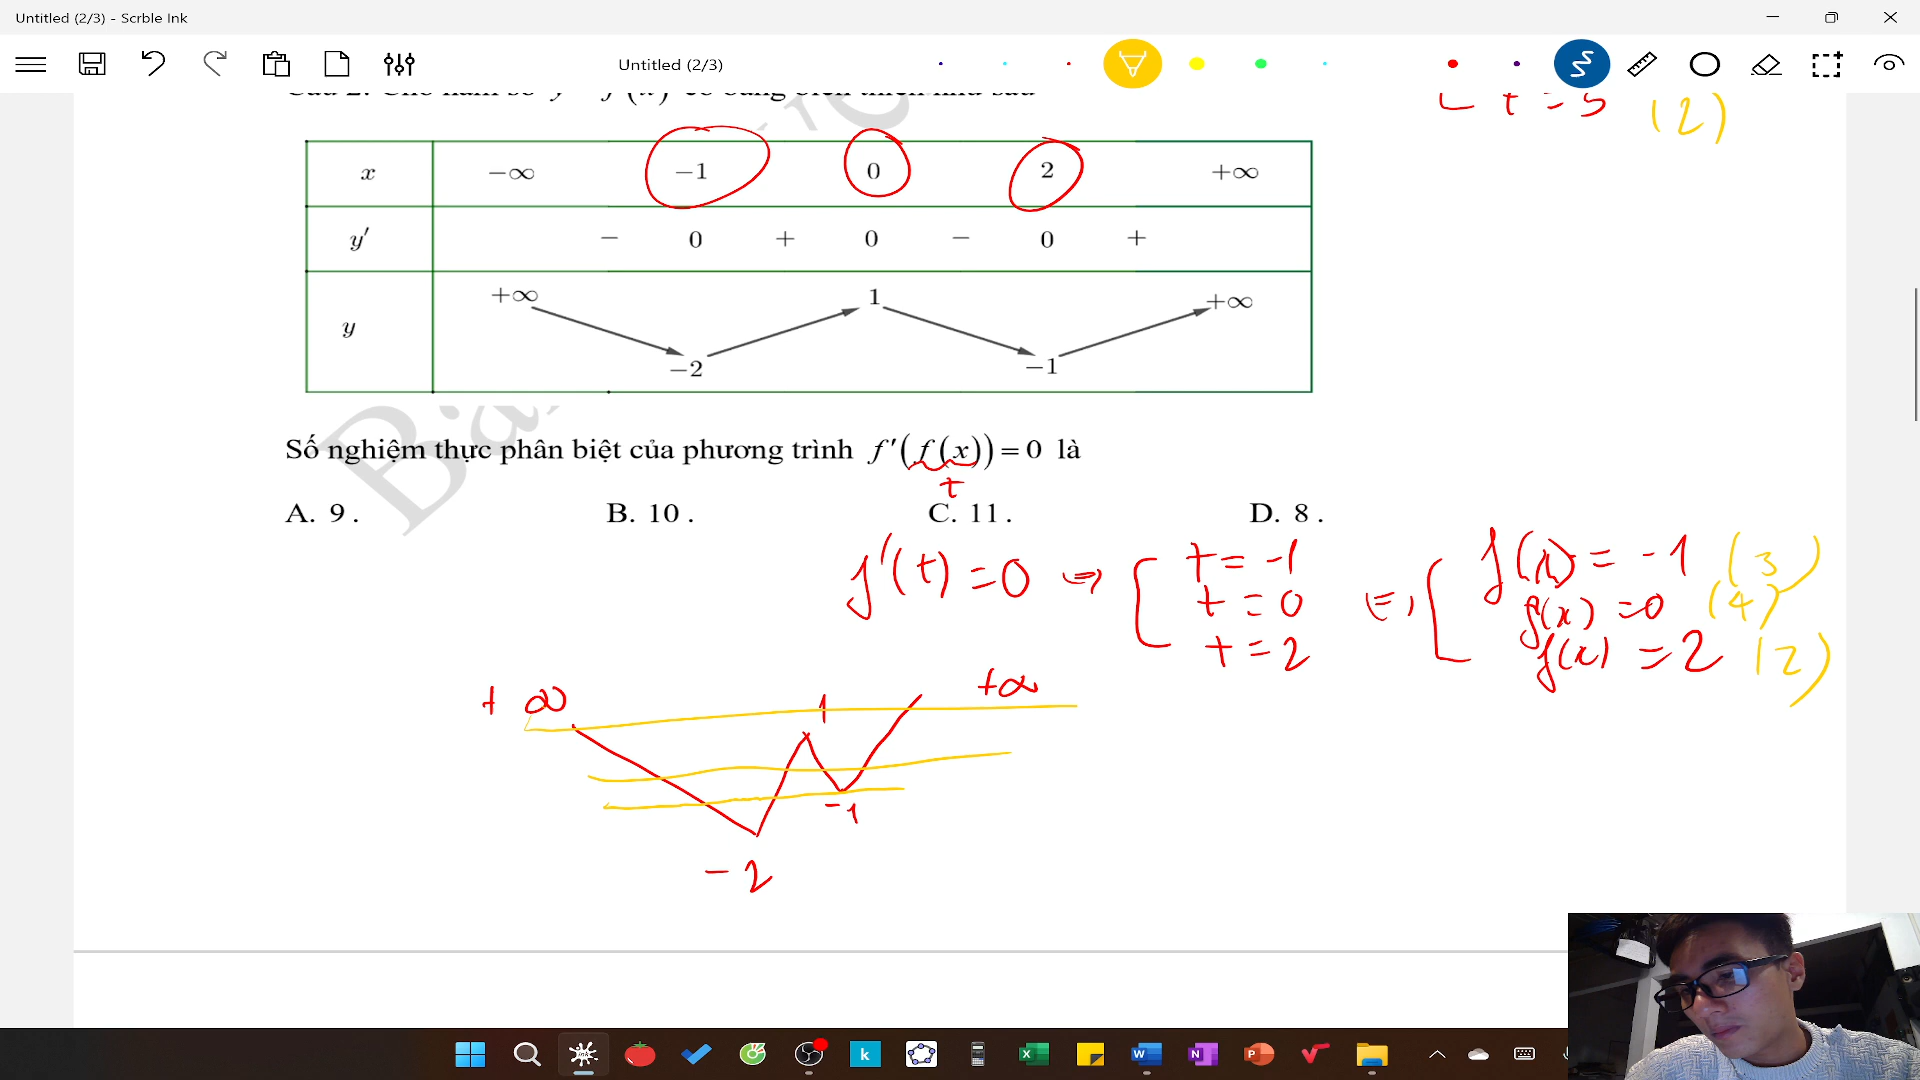 Untitled (2/3) - Scrble Ink
Untitled (2/3)
t = 5 (2)
x −∞ −1 0 2 +∞
y′ − 0 + 0 − 0 +
y +∞ −2 1 −1 +∞
Số nghiệm thực phân biệt của phương trình f′(f(x)) = 0 là
t
A. 9 . B. 10 . C. 11 . D. 8 .
f'(t) = 0 ⇒ [ t = -1 ⇔ [ f(x) = -1 (3)
t = 0 f(x) = 0 (4)
t = 2 f(x) = 2 (2)
+∞ 1 +∞
-1
-2